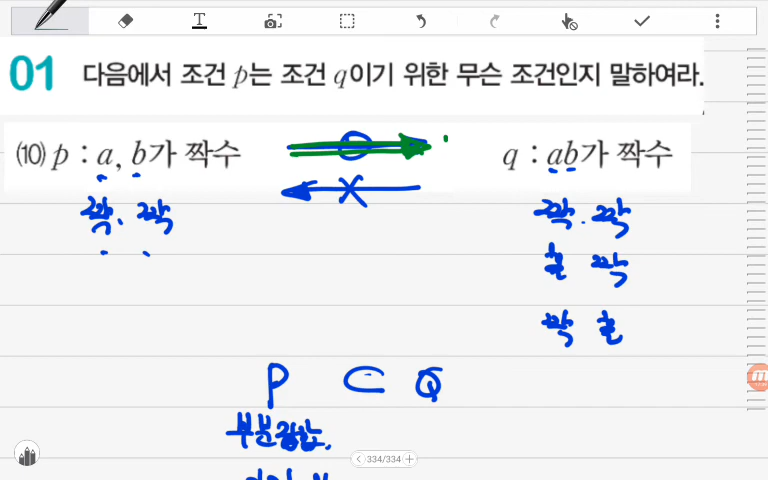 01 다음에서 조건 p는 조건 q이기 위한 무슨 조건인지 말하여라.
(10) p : a, b가 짝수 q : ab가 짝수
짝. 짝 짝. 짝
홀 짝
짝 홀
P ⊂ Q
부분집합.
334/334